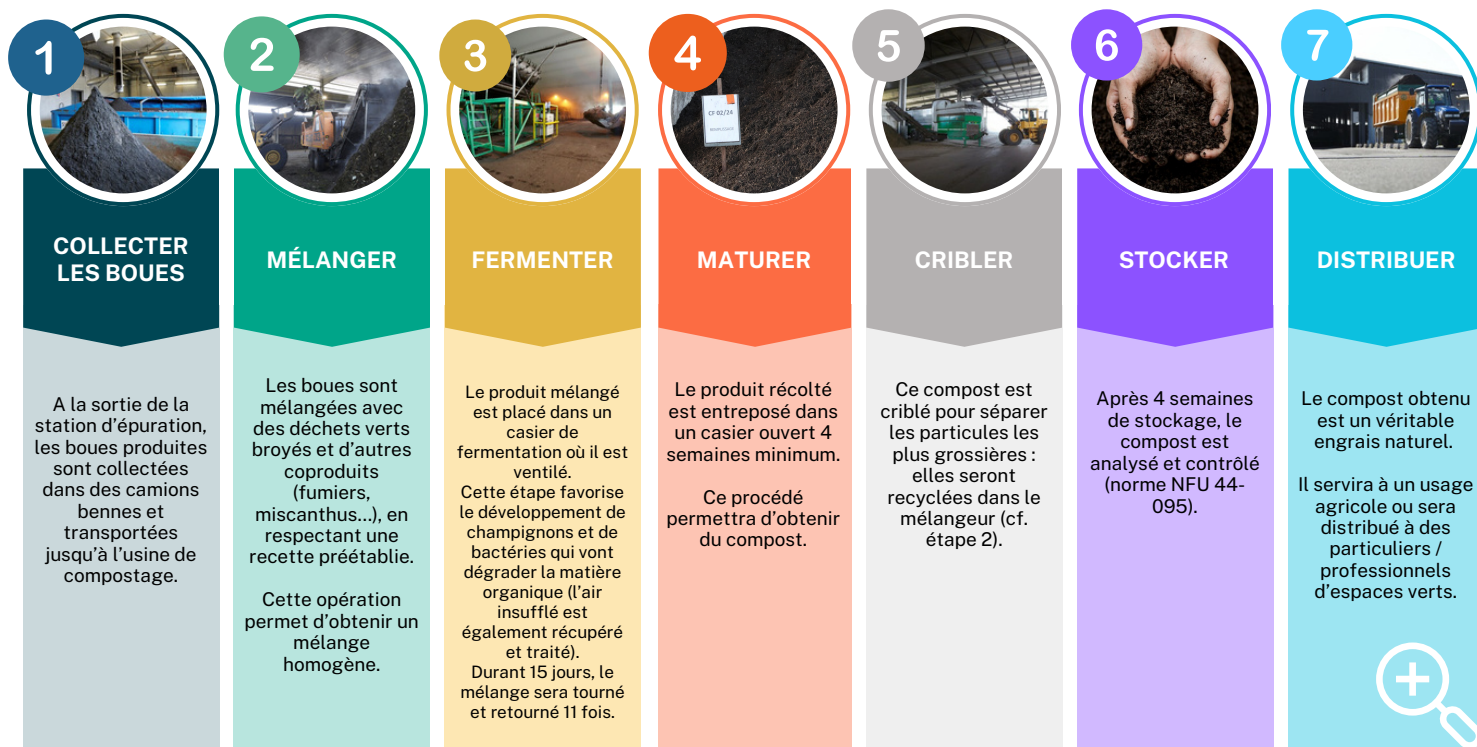 1
COLLECTER
LES BOUES
A la sortie de la
station d'épuration,
les boues produites
sont collectées
dans des camions
bennes et
transportées
jusqu'à l'usine de
compostage.
2
MÉLANGER
Les boues sont
mélangées avec
des déchets verts
broyés et d'autres
coproduits
(fumiers,
miscanthus...), en
respectant une
recette préétablie.
Cette opération
permet d'obtenir un
mélange
homogène.
3
FERMENTER
Le produit mélangé
est placé dans un
casier de
fermentation où il est
ventilé.
Cette étape favorise
le développement de
champignons et de
bactéries qui vont
dégrader la matière
organique (l'air
insufflé est
également récupéré
et traité).
Durant 15 jours, le
mélange sera tourné
et retourné 11 fois.
4
CF 02/24
MATURER
Le produit récolté
est entreposé dans
un casier ouvert 4
semaines minimum.
Ce procédé
permettra d'obtenir
du compost.
5
CRIBLER
Ce compost est
criblé pour séparer
les particules les
plus grossières :
elles seront
recyclées dans le
mélangeur (cf.
étape 2).
6
STOCKER
Après 4 semaines
de stockage, le
compost est
analysé et contrôlé
(norme NFU 44-
095).
7
DISTRIBUER
Le compost obtenu
est un véritable
engrais naturel.
Il servira à un usage
agricole ou sera
distribué à des
particuliers /
professionnels
d'espaces verts.